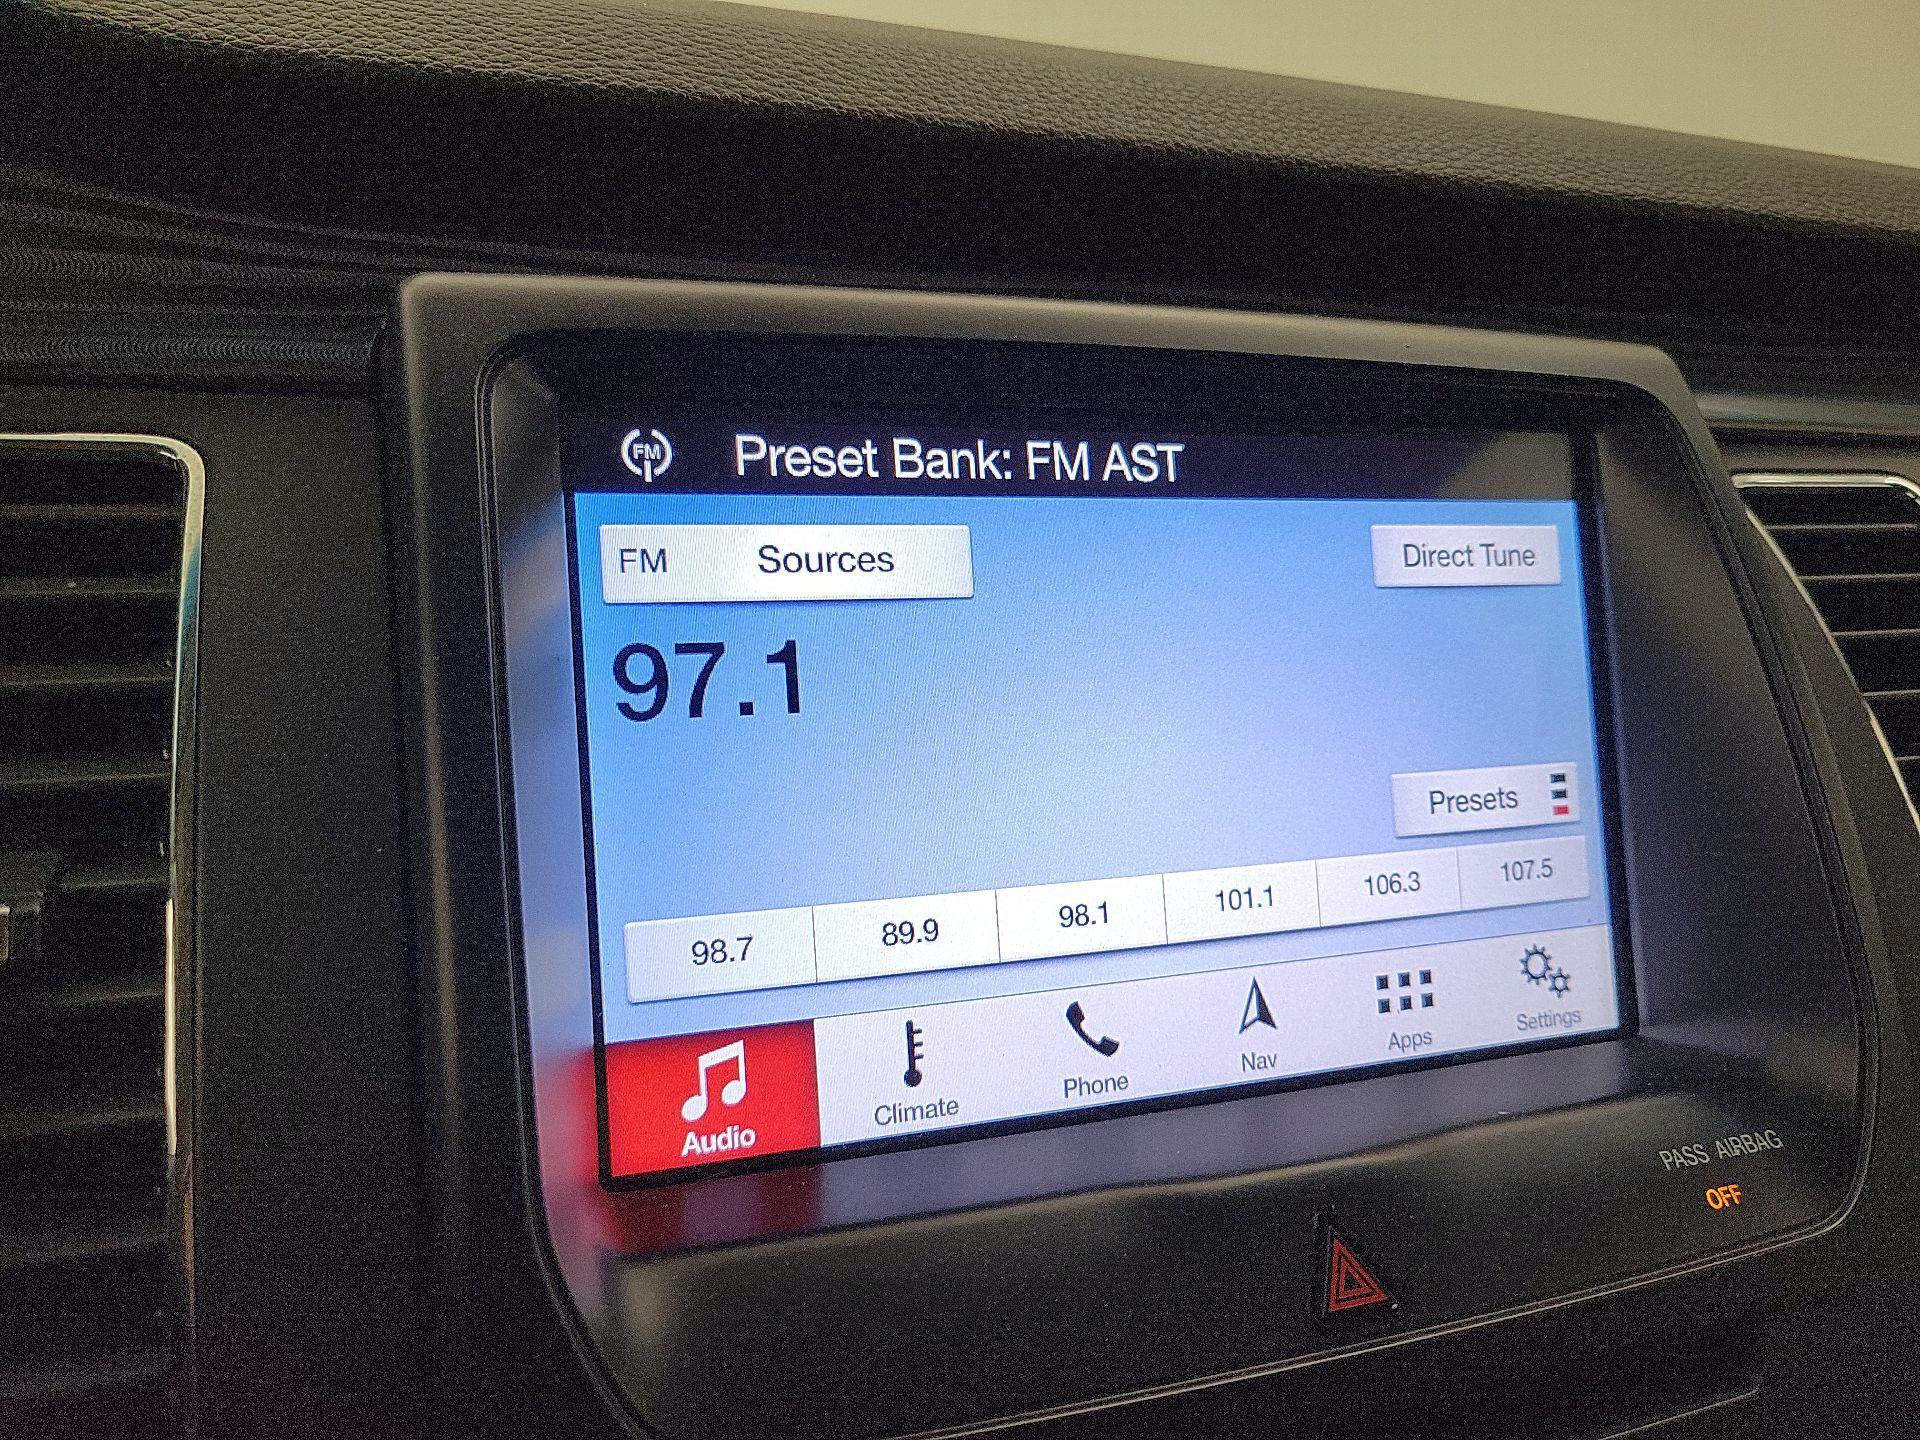 FM
Preset Bank: FM AST
FM Sources
Direct Tune
97.1
Presets
98.7 89.9 98.1 101.1 106.3 107.5
Audio Climate Phone Nav Apps Settings
PASS AIRBAG
OFF